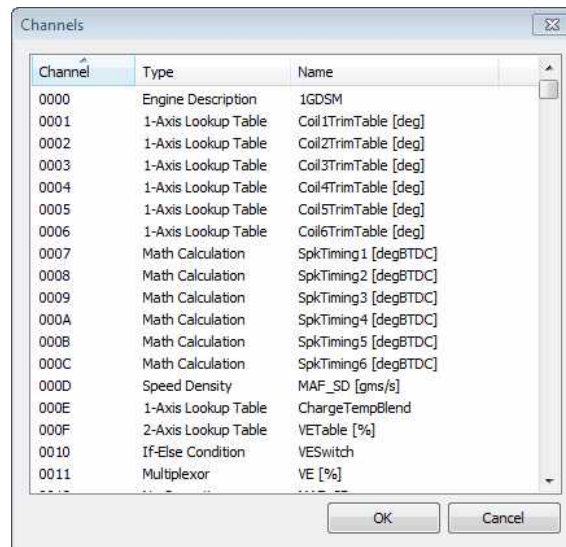 Channels
Channel Type Name
0000 Engine Description 1GDSM
0001 1-Axis Lookup Table Coil1TrimTable [deg]
0002 1-Axis Lookup Table Coil2TrimTable [deg]
0003 1-Axis Lookup Table Coil3TrimTable [deg]
0004 1-Axis Lookup Table Coil4TrimTable [deg]
0005 1-Axis Lookup Table Coil5TrimTable [deg]
0006 1-Axis Lookup Table Coil6TrimTable [deg]
0007 Math Calculation SpkTiming1 [degBTDC]
0008 Math Calculation SpkTiming2 [degBTDC]
0009 Math Calculation SpkTiming3 [degBTDC]
000A Math Calculation SpkTiming4 [degBTDC]
000B Math Calculation SpkTiming5 [degBTDC]
000C Math Calculation SpkTiming6 [degBTDC]
000D Speed Density MAF_SD [gms/s]
000E 1-Axis Lookup Table ChargeTempBlend
000F 2-Axis Lookup Table VETable [%]
0010 If-Else Condition VESwitch
0011 Multiplexor VE [%]
OK Cancel